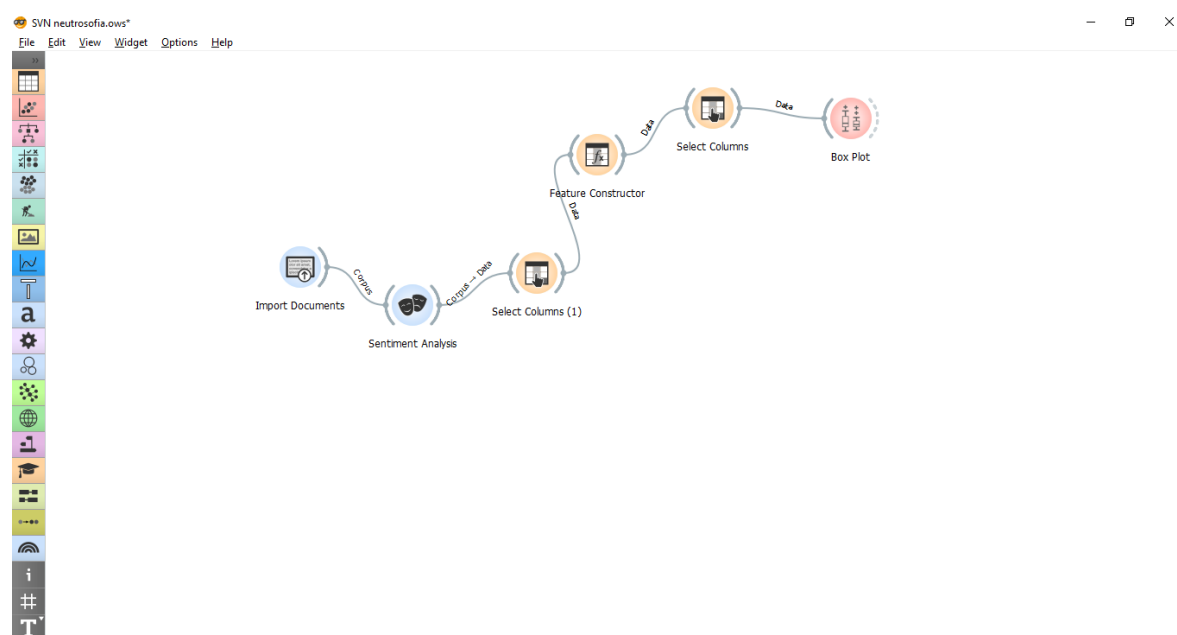 SVN neutrosofia.ows*
File Edit View Widget Options Help
Data
Select Columns
Box Plot
Data
Feature Constructor
Data
Import Documents
Corpus
Sentiment Analysis
Corpus → Data
Select Columns (1)
a
i
#
T